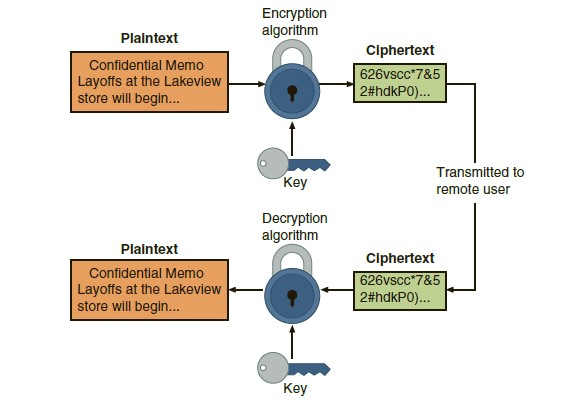 Encryption
algorithm
Plaintext
Ciphertext
Confidential Memo
Layoffs at the Lakeview
store will begin...
626vscc*7&5
2#hdkP0)...
Key
Transmitted to
remote user
Decryption
algorithm
Plaintext
Ciphertext
Confidential Memo
Layoffs at the Lakeview
store will begin...
626vscc*7&5
2#hdkP0)...
Key